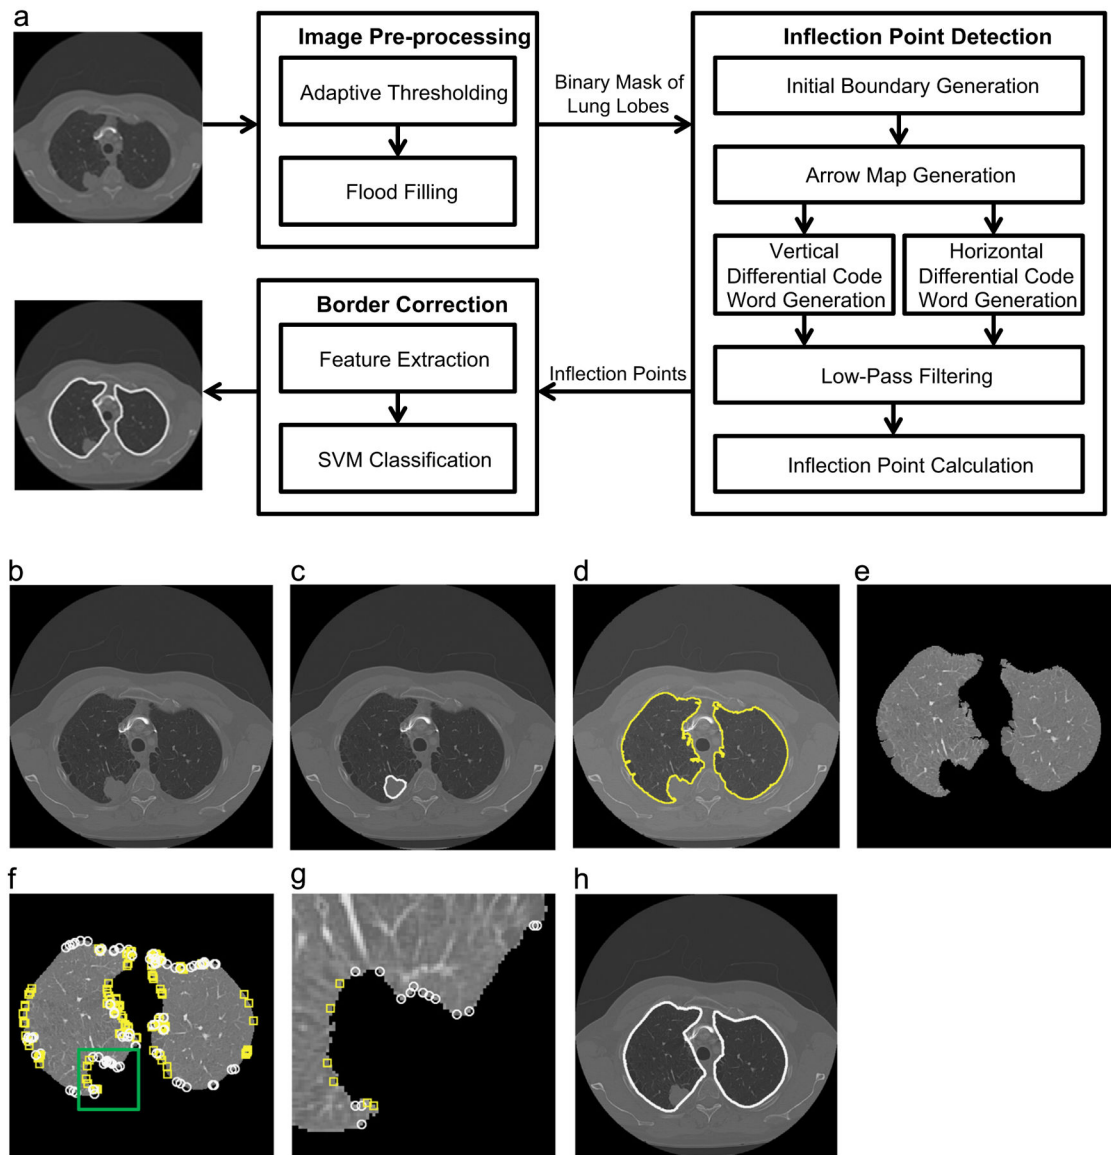 a
Image Pre-processing
Adaptive Thresholding
Flood Filling
Binary Mask of
Lung Lobes
Inflection Point Detection
Initial Boundary Generation
Arrow Map Generation
Vertical
Differential Code
Word Generation
Horizontal
Differential Code
Word Generation
Low-Pass Filtering
Inflection Point Calculation
Inflection Points
Border Correction
Feature Extraction
SVM Classification
b
c
d
e
f
g
h